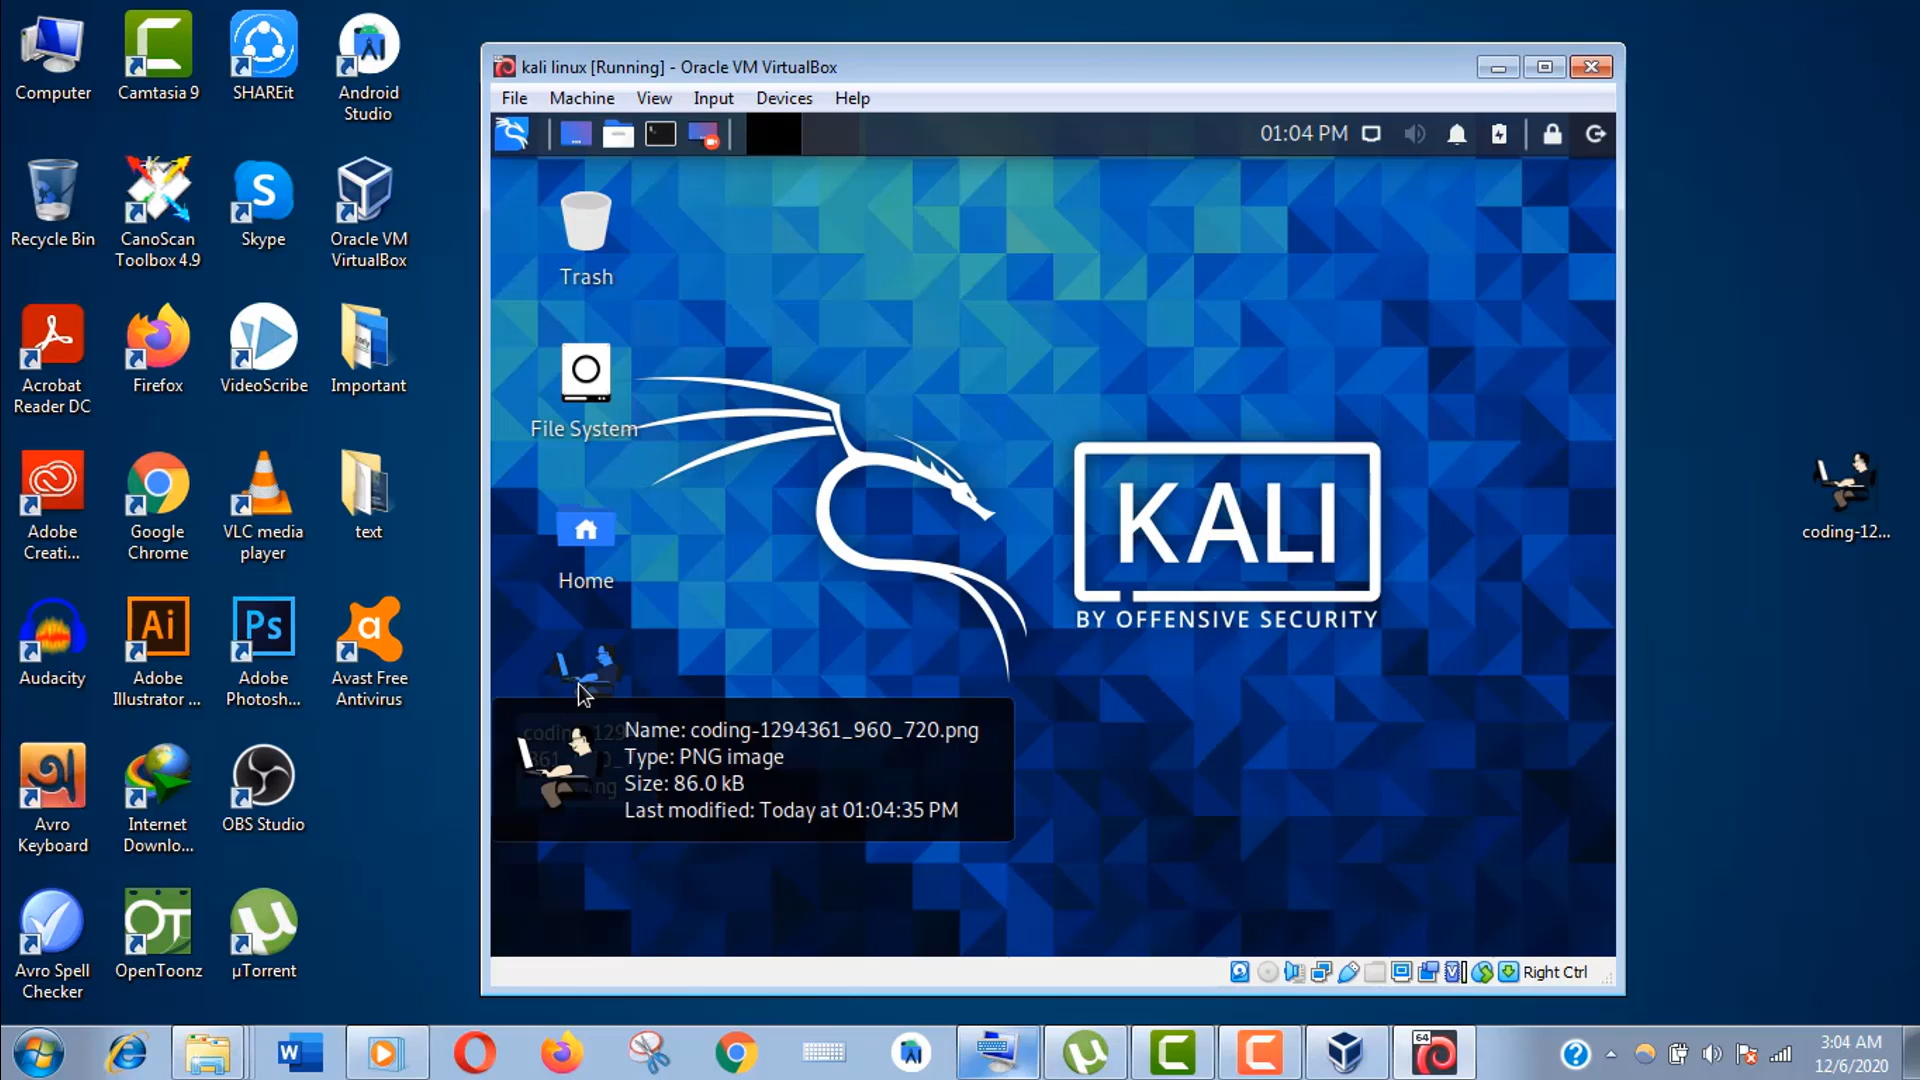 Computer
Camtasia 9
SHAREit
Android
Studio
Recycle Bin
CanoScan
Toolbox 4.9
Skype
Oracle VM
VirtualBox
Acrobat
Reader DC
Firefox
VideoScribe
Important
Adobe
Creati...
Google
Chrome
VLC media
player
text
Audacity
Adobe
Illustrator ...
Adobe
Photosh...
Avast Free
Antivirus
Avro
Keyboard
Internet
Downlo...
OBS Studio
Avro Spell
Checker
OpenToonz
µTorrent
kali linux [Running] - Oracle VM VirtualBox
File Machine View Input Devices Help
01:04 PM
Trash
File System
Home
KALI
BY OFFENSIVE SECURITY
Name: coding-1294361_960_720.png
Type: PNG image
Size: 86.0 kB
Last modified: Today at 01:04:35 PM
Right Ctrl
coding-12...
64
3:04 AM
12/6/2020